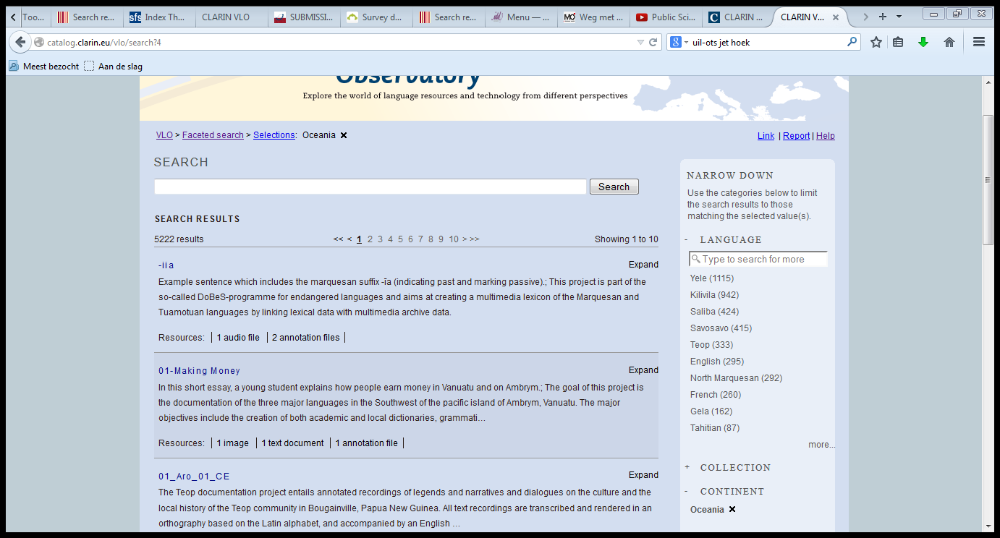 Too...
Search re...
Index Th...
CLARIN VLO
SUBMISSI...
Survey d...
Search re...
Menu — ...
Weg met ...
Public Sci...
CLARIN ...
CLARIN V...
catalog.clarin.eu/vlo/search?4
uil-ots jet hoek
Meest bezocht Aan de slag
Observatory
Explore the world of language resources and technology from different perspectives
VLO > Faceted search > Selections: Oceania
Link | Report | Help
SEARCH
Search
SEARCH RESULTS
5222 results << < 1 2 3 4 5 6 7 8 9 10 > >> Showing 1 to 10
-iia Expand
Example sentence which includes the marquesan suffix -īa (indicating past and marking passive).; This project is part of the
so-called DoBeS-programme for endangered languages and aims at creating a multimedia lexicon of the Marquesan and
Tuamotuan languages by linking lexical data with multimedia archive data.
Resources: | 1 audio file | 2 annotation files |
01-Making Money Expand
In this short essay, a young student explains how people earn money in Vanuatu and on Ambrym.; The goal of this project is
the documentation of the three major languages in the Southwest of the pacific island of Ambrym, Vanuatu. The major
objectives include the creation of both academic and local dictionaries, grammati...
Resources: | 1 image | 1 text document | 1 annotation file |
01_Aro_01_CE Expand
The Teop documentation project entails annotated recordings of legends and narratives and dialogues on the culture and the
local history of the Teop community in Bougainville, Papua New Guinea. All text recordings are transcribed and rendered in an
orthography based on the Latin alphabet, and accompanied by an English ...
NARROW DOWN
Use the categories below to limit
the search results to those
matching the selected value(s).
- LANGUAGE
Type to search for more
Yele (1115)
Kilivila (942)
Saliba (424)
Savosavo (415)
Teop (333)
English (295)
North Marquesan (292)
French (260)
Gela (162)
Tahitian (87)
more...
+ COLLECTION
- CONTINENT
Oceania